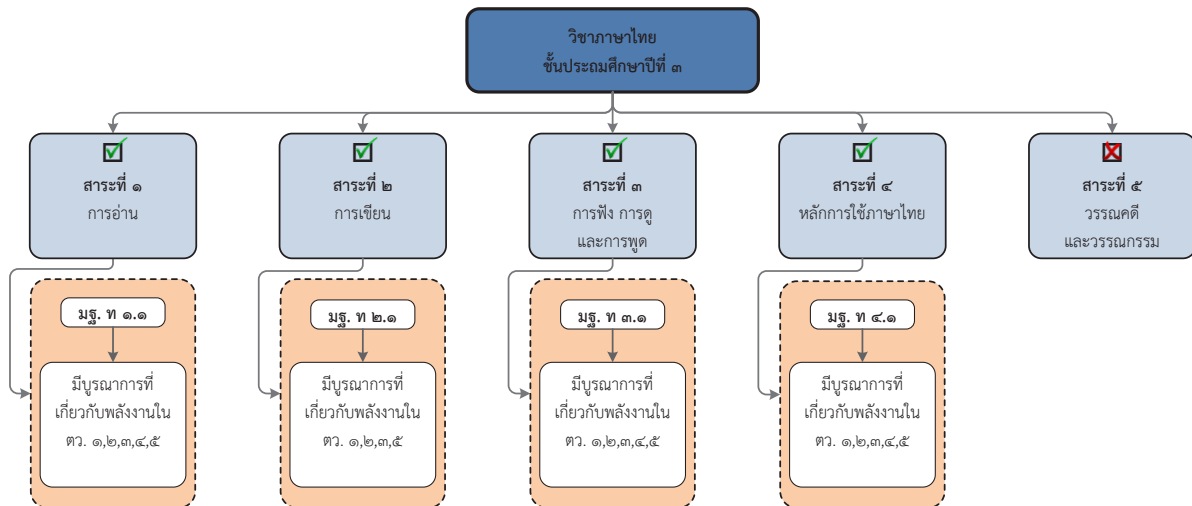 วิชาภาษาไทย
ชั้นประถมศึกษาปีที่ ๓
สาระที่ ๑
การอ่าน
สาระที่ ๒
การเขียน
สาระที่ ๓
การฟัง การดู
และการพูด
สาระที่ ๔
หลักการใช้ภาษาไทย
สาระที่ ๕
วรรณคดี
และวรรณกรรม
มฐ. ท ๑.๑
มีบูรณาการที่
เกี่ยวกับพลังงานใน
ตว. ๑,๒,๓,๔,๕
มฐ. ท ๒.๑
มีบูรณาการที่
เกี่ยวกับพลังงานใน
ตว. ๑,๒,๓,๕
มฐ. ท ๓.๑
มีบูรณาการที่
เกี่ยวกับพลังงานใน
ตว. ๑,๒,๓,๔,๕
มฐ. ท ๔.๑
มีบูรณาการที่
เกี่ยวกับพลังงานใน
ตว. ๑,๒,๓,๔,๕